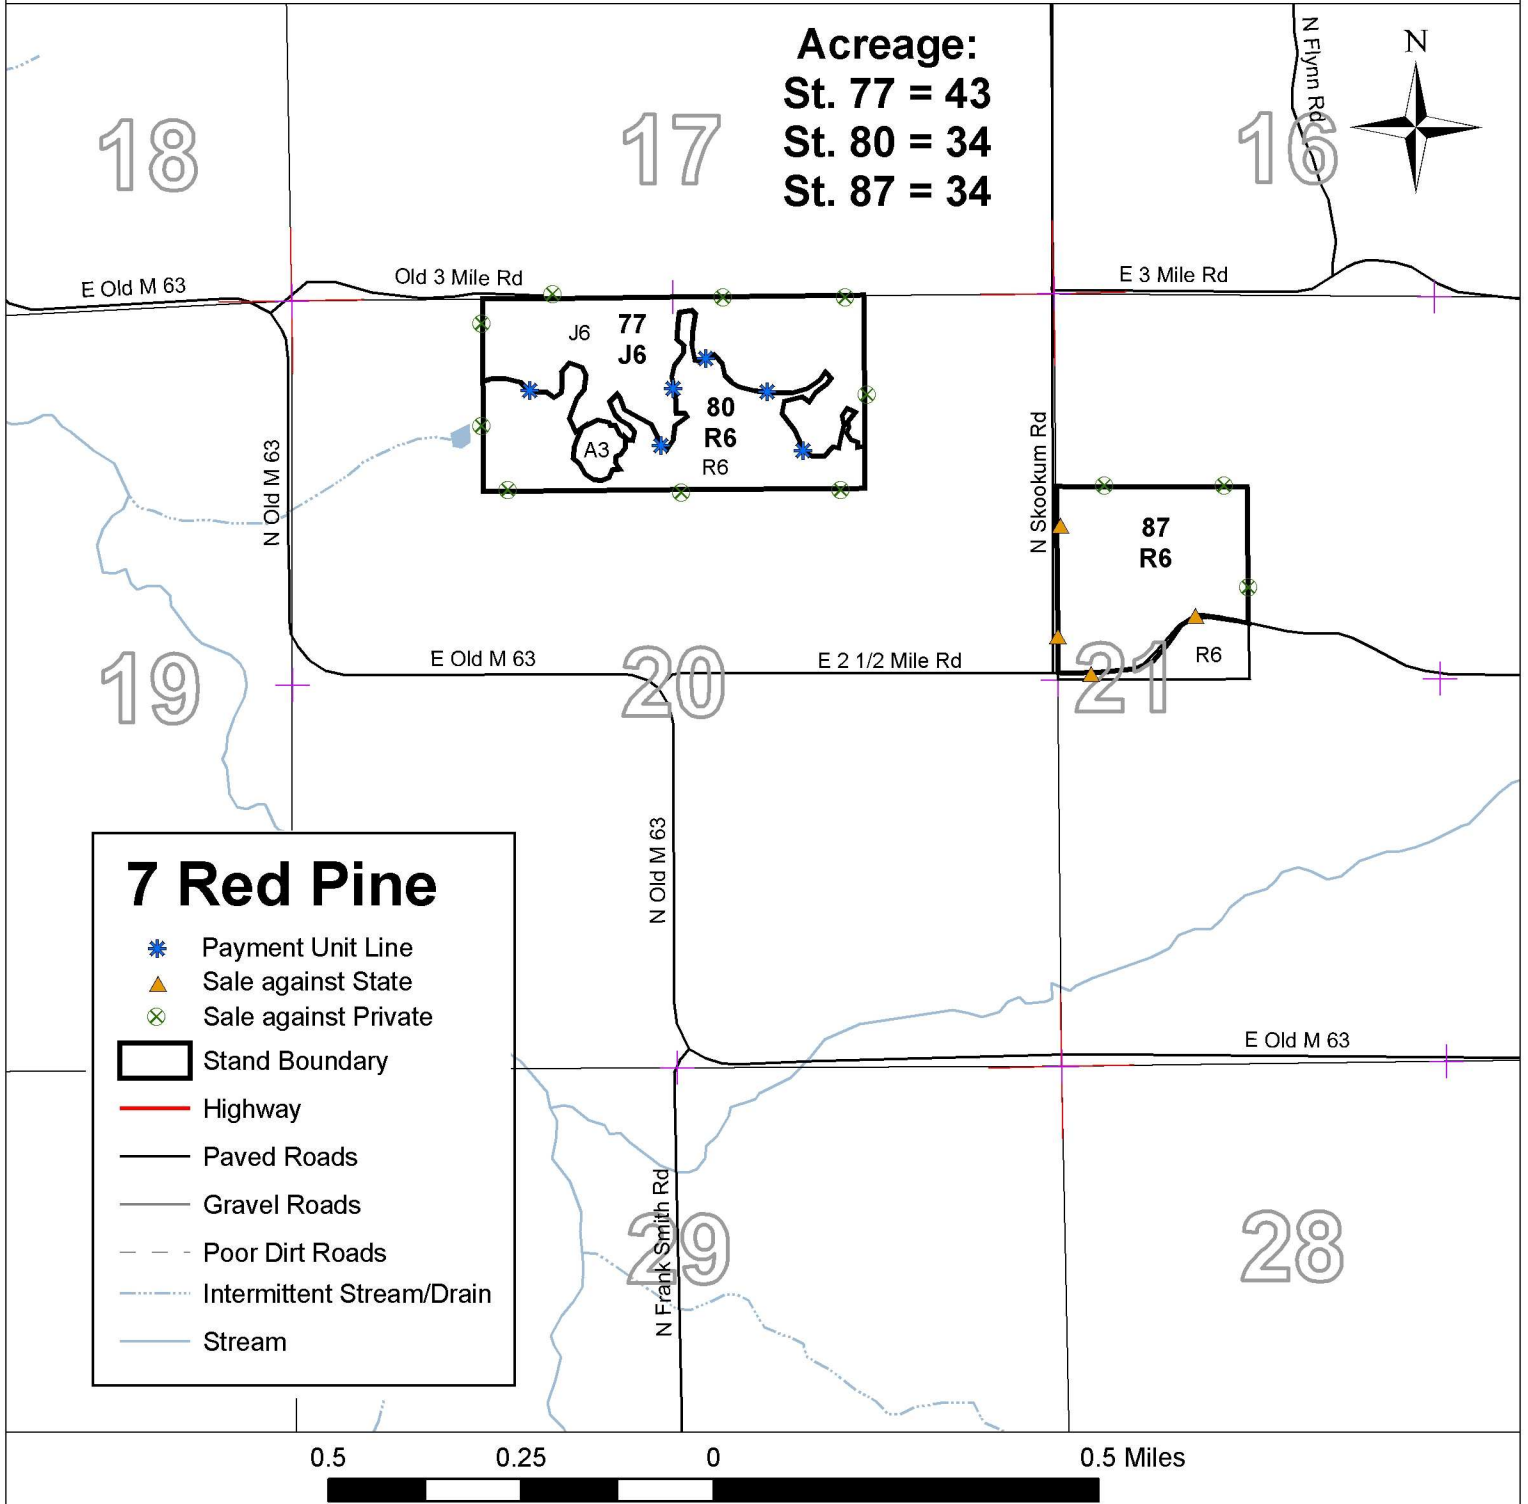 Acreage:
St. 77 = 43
St. 80 = 34
St. 87 = 34
N
N Flynn Rd
18
17
16
E Old M 63
Old 3 Mile Rd
E 3 Mile Rd
J6
77
J6
80
R6
R6
A3
N Old M 63
N Skookum Rd
87
R6
R6
E Old M 63
E 2 1/2 Mile Rd
19
20
21
N Old M 63
7 Red Pine
Payment Unit Line
Sale against State
Sale against Private
Stand Boundary
Highway
Paved Roads
Gravel Roads
Poor Dirt Roads
Intermittent Stream/Drain
Stream
E Old M 63
N Frank Smith Rd
29
28
0.5 0.25 0 0.5 Miles